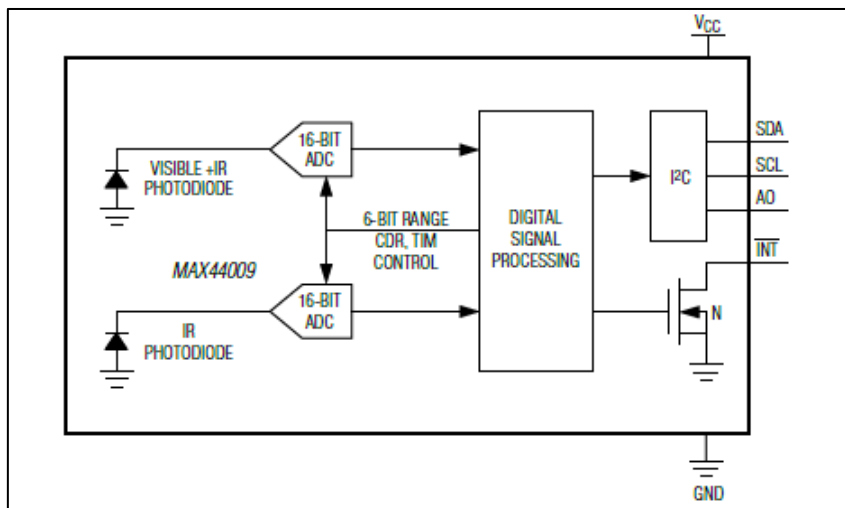 VCC
16-BIT
ADC
VISIBLE +IR
PHOTODIODE
6-BIT RANGE
CDR, TIM
CONTROL
MAX44009
16-BIT
ADC
IR
PHOTODIODE
DIGITAL
SIGNAL
PROCESSING
I²C
SDA
SCL
A0
INT
N
GND